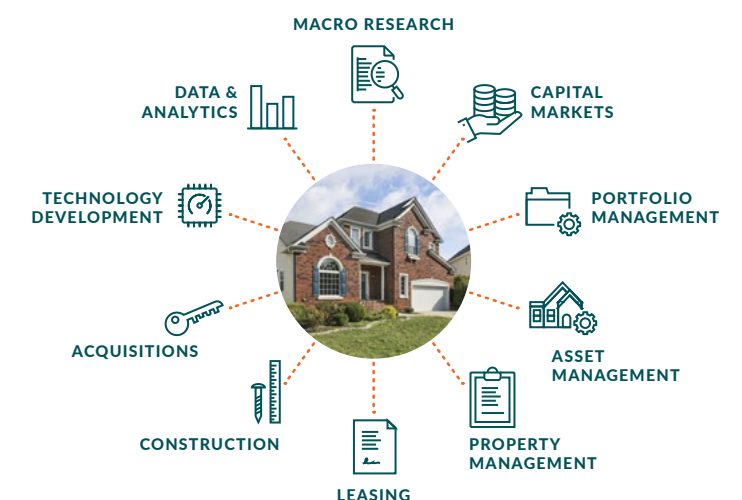 MACRO RESEARCH
DATA &
ANALYTICS
CAPITAL
MARKETS
TECHNOLOGY
DEVELOPMENT
PORTFOLIO
MANAGEMENT
ACQUISITIONS
ASSET
MANAGEMENT
CONSTRUCTION
PROPERTY
MANAGEMENT
LEASING